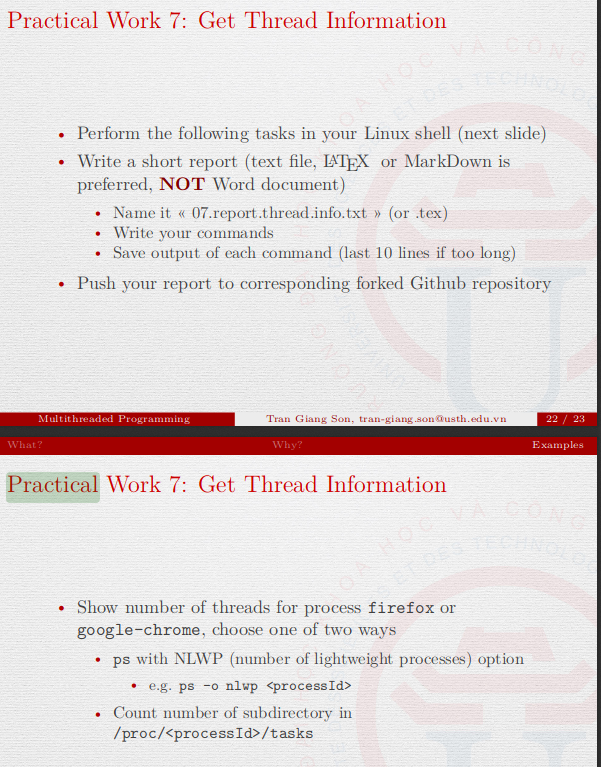 Practical Work 7: Get Thread Information
• Perform the following tasks in your Linux shell (next slide)
• Write a short report (text file, LATEX or MarkDown is
preferred, NOT Word document)
• Name it « 07.report.thread.info.txt » (or .tex)
• Write your commands
• Save output of each command (last 10 lines if too long)
• Push your report to corresponding forked Github repository
Multithreaded Programming
Tran Giang Son, tran-giang.son@usth.edu.vn
22 / 23
What?
Why?
Examples
Practical Work 7: Get Thread Information
• Show number of threads for process firefox or
google-chrome, choose one of two ways
• ps with NLWP (number of lightweight processes) option
• e.g. ps -o nlwp <processId>
• Count number of subdirectory in
/proc/<processId>/tasks